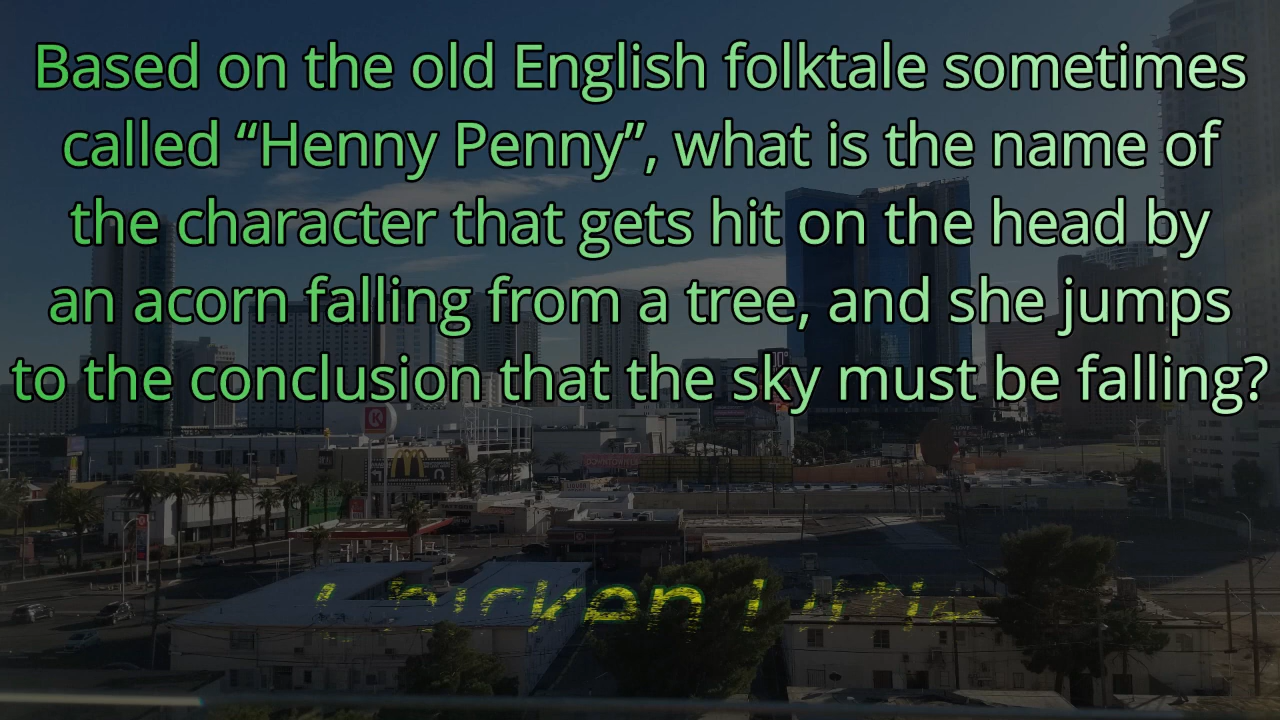 Based on the old English folktale sometimes
called “Henny Penny”, what is the name of
the character that gets hit on the head by
an acorn falling from a tree, and she jumps
to the conclusion that the sky must be falling?
Chicken Little